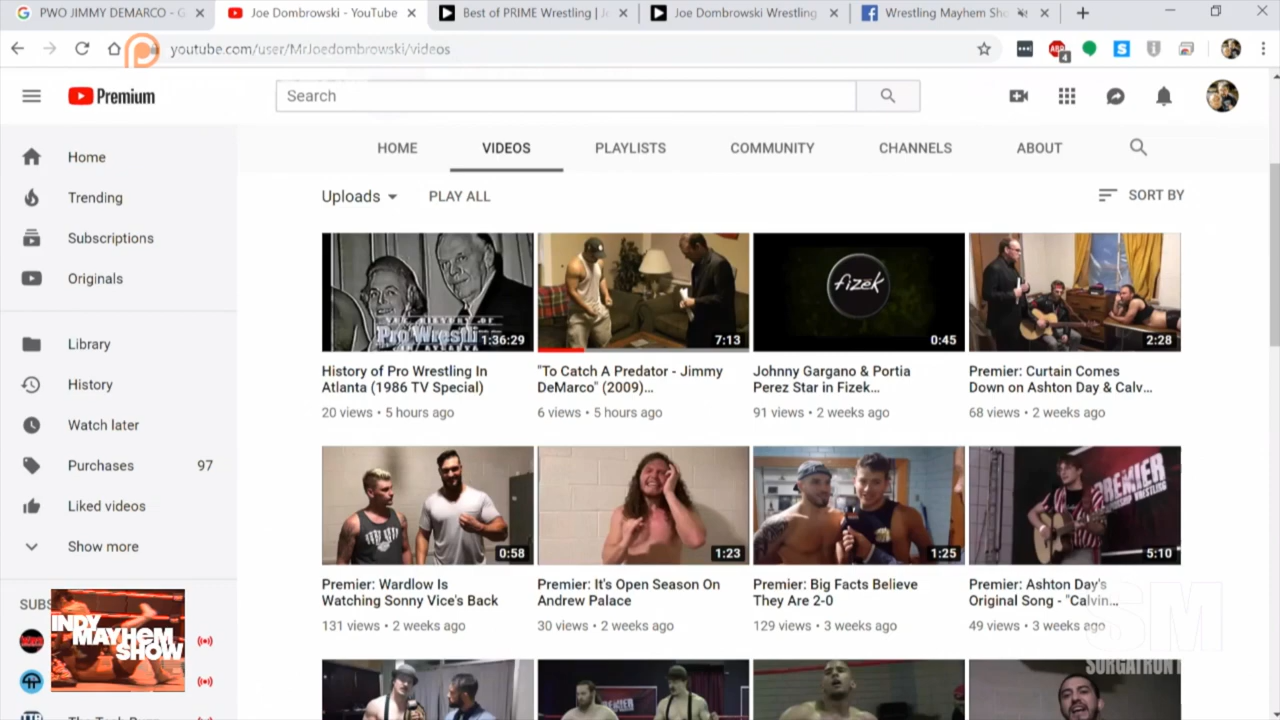 PWO JIMMY DEMARCO - G
Joe Dombrowski - YouTube
Best of PRIME Wrestling | Je
Joe Dombrowski Wrestling
Wrestling Mayhem Sho
youtube.com/user/MrJoedombrowski/videos
4
Premium
Search
HOME
VIDEOS
PLAYLISTS
COMMUNITY
CHANNELS
ABOUT
Uploads
PLAY ALL
SORT BY
Home
Trending
Subscriptions
Originals
Library
History
Watch later
Purchases 97
Liked videos
Show more
SUBS
INDY
MAYHEM
SHOW
Pro Wrestli
1:36:29
History of Pro Wrestling In
Atlanta (1986 TV Special)
20 views • 5 hours ago
7:13
"To Catch A Predator - Jimmy
DeMarco" (2009)...
6 views • 5 hours ago
fizek
0:45
Johnny Gargano & Portia
Perez Star in Fizek...
91 views • 2 weeks ago
2:28
Premier: Curtain Comes
Down on Ashton Day & Calv...
68 views • 2 weeks ago
0:58
Premier: Wardlow Is
Watching Sonny Vice's Back
131 views • 2 weeks ago
1:23
Premier: It's Open Season On
Andrew Palace
30 views • 2 weeks ago
1:25
Premier: Big Facts Believe
They Are 2-0
129 views • 3 weeks ago
PREMIER
5:10
Premier: Ashton Day's
Original Song - "Calvin...
49 views • 3 weeks ago
SM